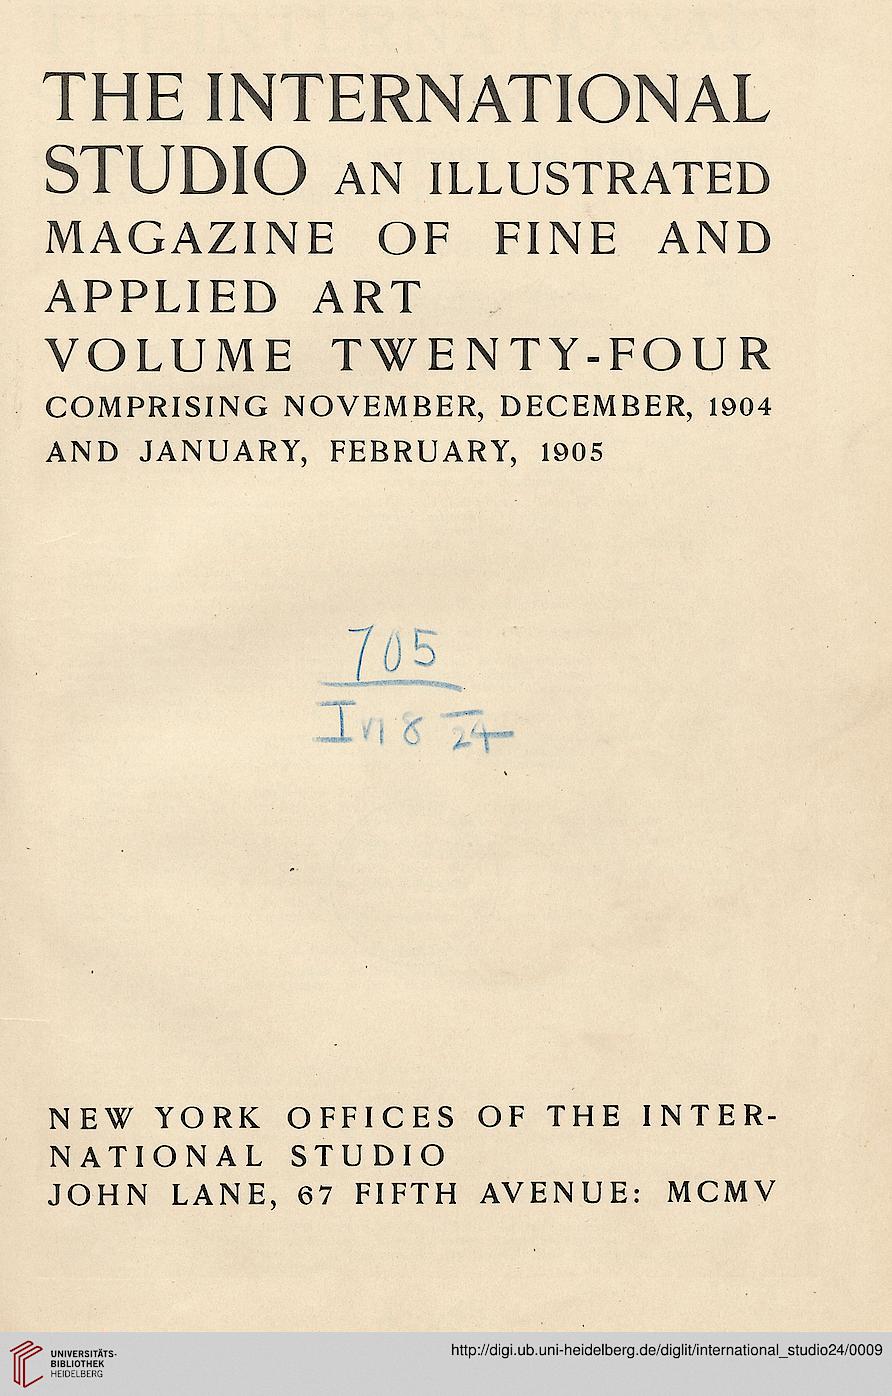 THE INTERNATIONAL
STUDIO AN ILLUSTRATED
MAGAZINE OF FINE AND
APPLIED ART
VOLUME TWENTY-FOUR
COMPRISING NOVEMBER, DECEMBER, 1904
AND JANUARY, FEBRUARY, 1905
705
In8 24
NEW YORK OFFICES OF THE INTER-
NATIONAL STUDIO
JOHN LANE, 67 FIFTH AVENUE: MCMV
UNIVERSITÄTS-
BIBLIOTHEK
HEIDELBERG
http://digi.ub.uni-heidelberg.de/diglit/international_studio24/0009